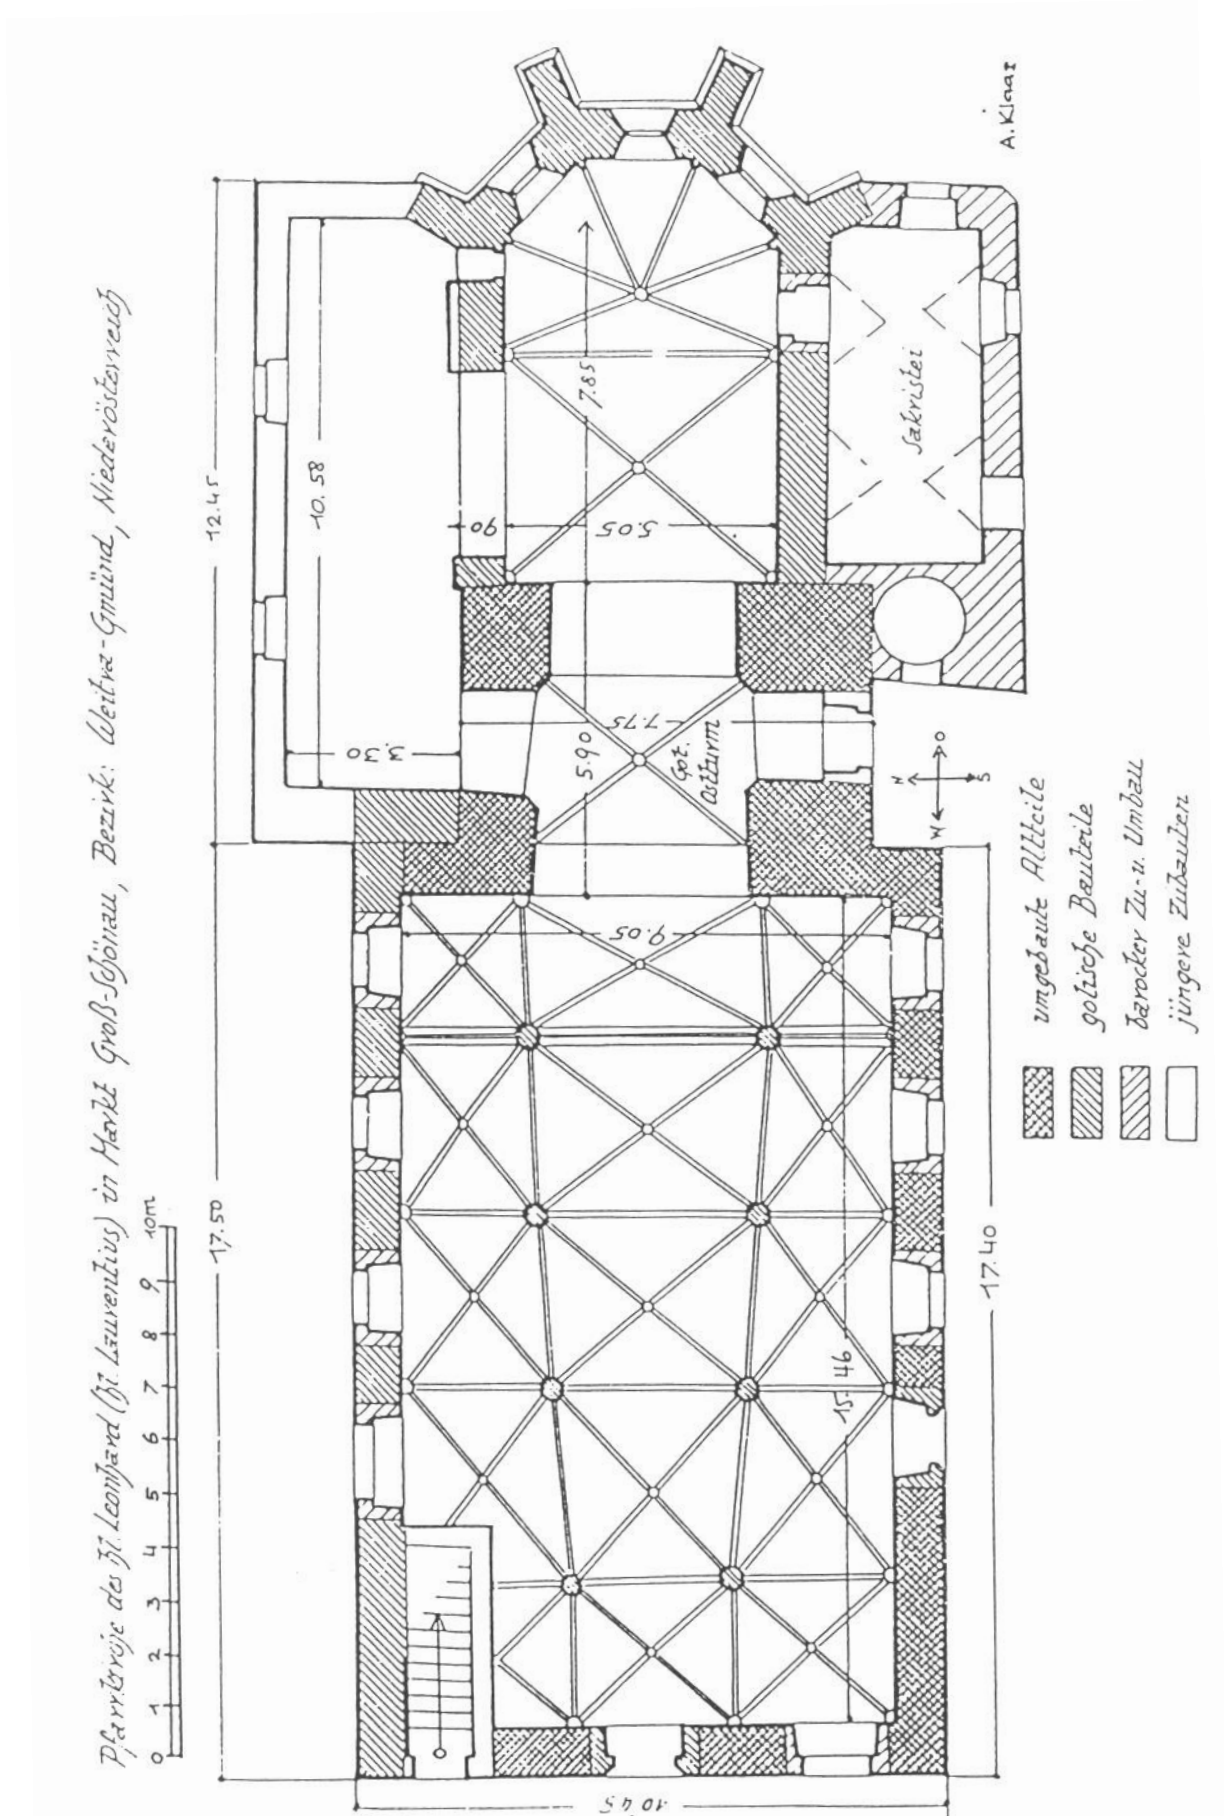 Pfarrkirche des hl. Leonhard (hl. Laurentius) in Markt Groß-Schönau, Bezirk: Weitra-Gmünd, Niederösterreich
0 1 2 3 4 5 6 7 8 9 10m
A. Klaar
12.45
10.58
7.85
90
5.05
Sakristei
3.30
7.75
5.90
Got.
Ostturm
N
O
S
W
9.05
17.50
15.46
17.40
10.45
umgebaute Altteile
gotische Bauteile
barocker Zu- u. Umbau
jüngere Zubauten